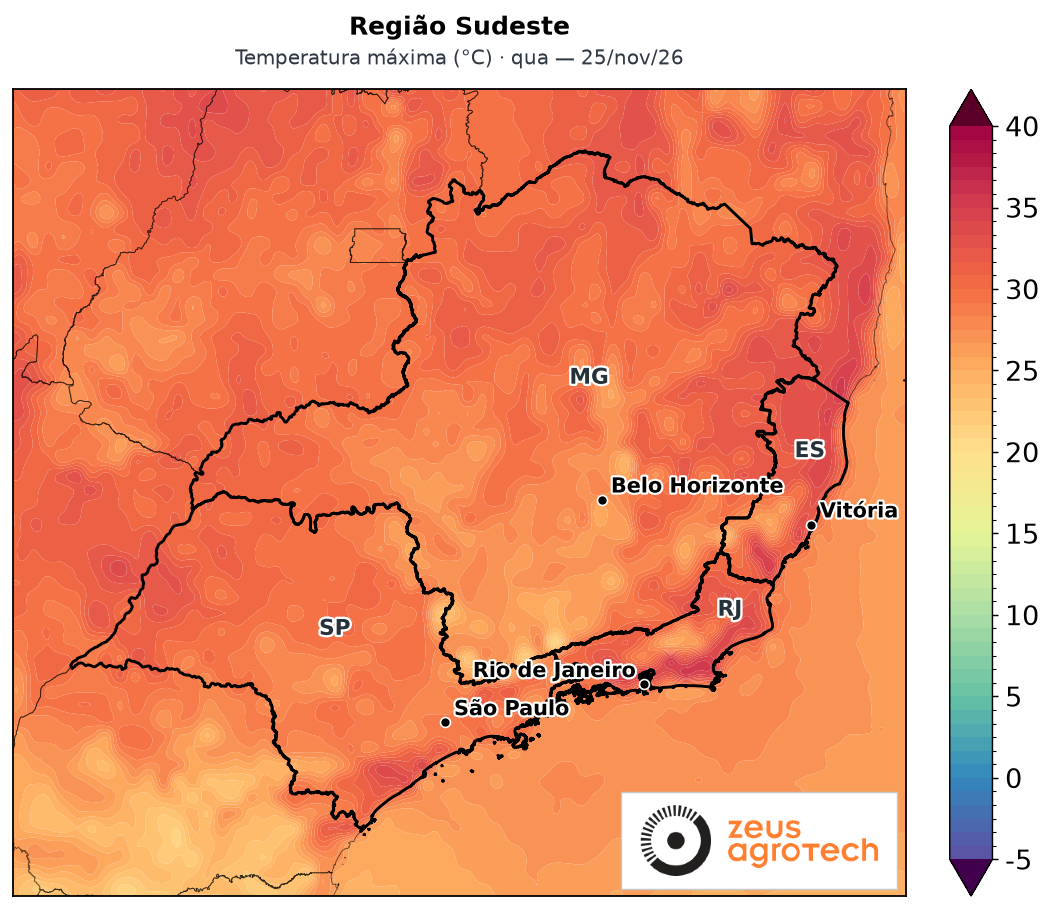 Região Sudeste
Temperatura máxima (°C) · qua — 25/nov/26
MG
ES
Belo Horizonte
Vitória
RJ
SP
Rio de Janeiro
São Paulo
zeus
agrotech
40
35
30
25
20
15
10
5
0
-5